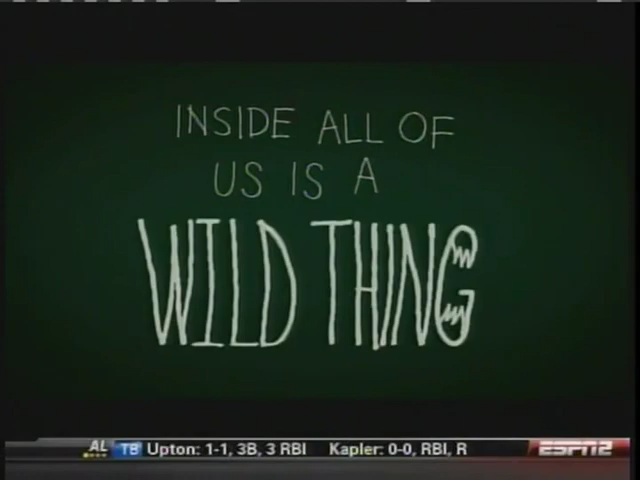 INSIDE ALL OF
US IS A
WILD THING
AL TB Upton: 1-1, 3B, 3 RBI Kapler: 0-0, RBI, R ESPN2